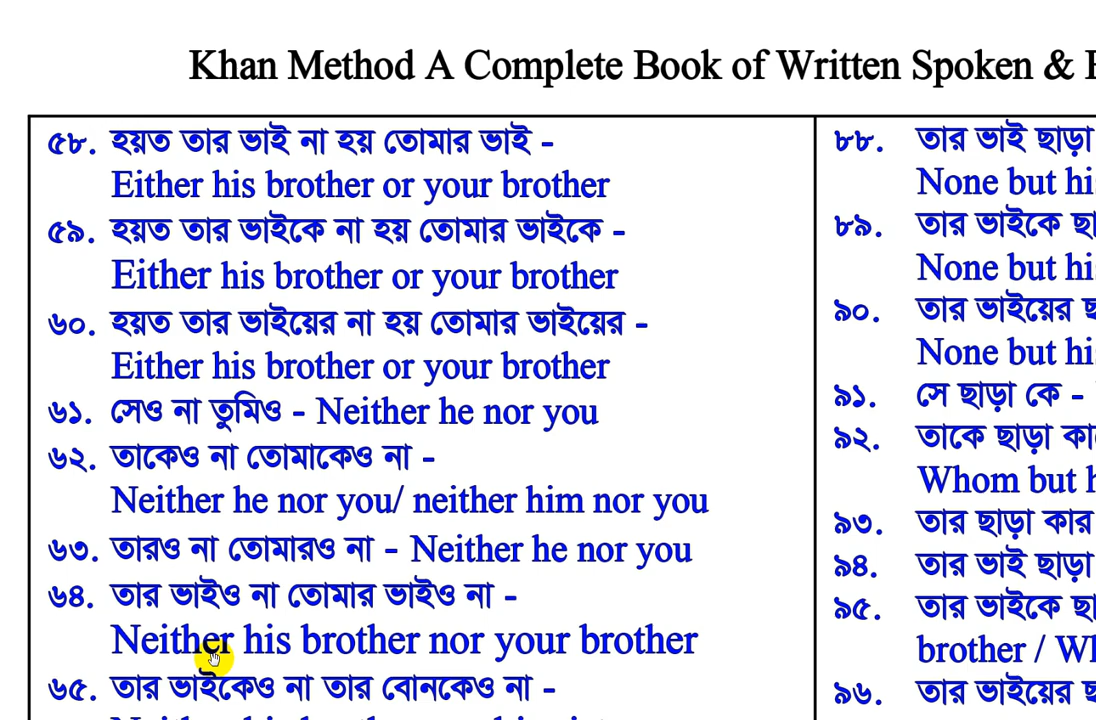 Khan Method A Complete Book of Written Spoken &
৫৮. হয়ত তার ভাই না হয় তোমার ভাই -
Either his brother or your brother
৫৯. হয়ত তার ভাইকে না হয় তোমার ভাইকে -
Either his brother or your brother
৬০. হয়ত তার ভাইয়ের না হয় তোমার ভাইয়ের -
Either his brother or your brother
৬১. সেও না তুমিও - Neither he nor you
৬২. তাকেও না তোমাকেও না -
Neither he nor you/ neither him nor you
৬৩. তারও না তোমারও না - Neither he nor you
৬৪. তার ভাইও না তোমার ভাইও না -
Neither his brother nor your brother
৬৫. তার ভাইকেও না তার বোনকেও না -
৮৮. তার ভাই ছাড়া
None but
৮৯. তার ভাইকে
None but
৯০. তার ভাইয়ের
None but
৯১. সে ছাড়া কে -
৯২. তাকে ছাড়া
Whom but
৯৩. তার ছাড়া কার
৯৪. তার ভাই ছাড়া
৯৫. তার ভাইকে
brother /
৯৬. তার ভাইয়ের